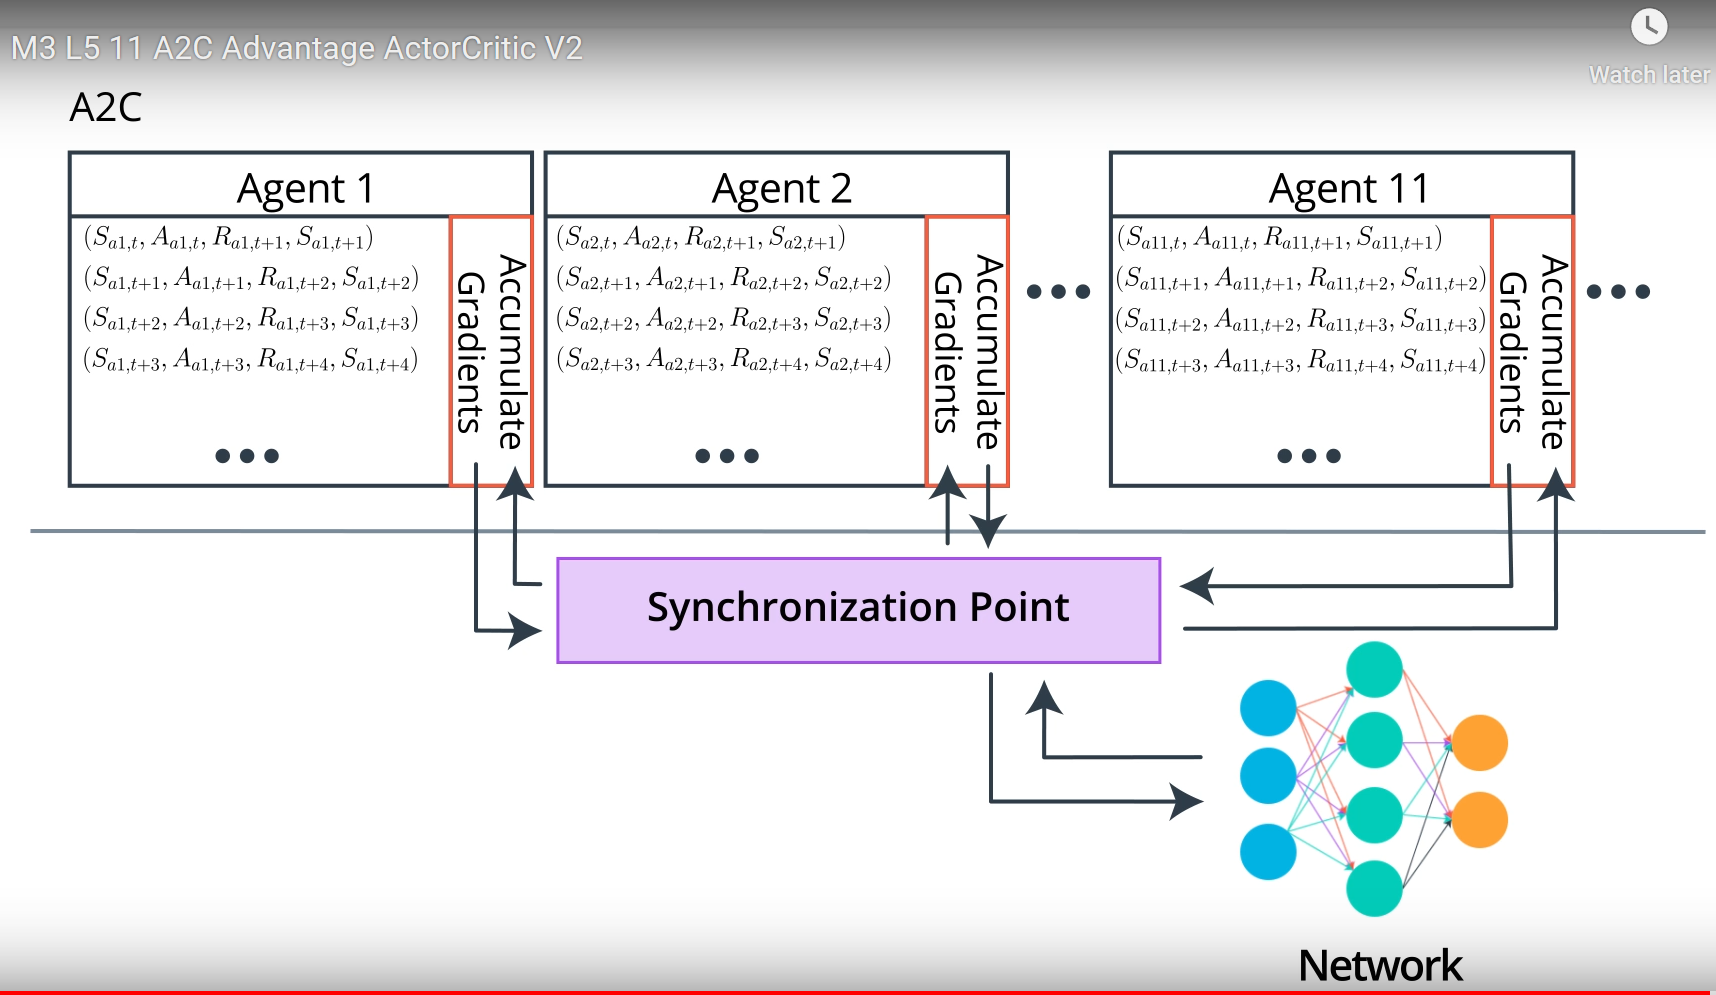 M3 L5 11 A2C Advantage ActorCritic V2
Watch later
A2C
Agent 1
(S_{a1,t}, A_{a1,t}, R_{a1,t+1}, S_{a1,t+1})
(S_{a1,t+1}, A_{a1,t+1}, R_{a1,t+2}, S_{a1,t+2})
(S_{a1,t+2}, A_{a1,t+2}, R_{a1,t+3}, S_{a1,t+3})
(S_{a1,t+3}, A_{a1,t+3}, R_{a1,t+4}, S_{a1,t+4})
Accumulate
Gradients
Agent 2
(S_{a2,t}, A_{a2,t}, R_{a2,t+1}, S_{a2,t+1})
(S_{a2,t+1}, A_{a2,t+1}, R_{a2,t+2}, S_{a2,t+2})
(S_{a2,t+2}, A_{a2,t+2}, R_{a2,t+3}, S_{a2,t+3})
(S_{a2,t+3}, A_{a2,t+3}, R_{a2,t+4}, S_{a2,t+4})
Accumulate
Gradients
Agent 11
(S_{a11,t}, A_{a11,t}, R_{a11,t+1}, S_{a11,t+1})
(S_{a11,t+1}, A_{a11,t+1}, R_{a11,t+2}, S_{a11,t+2})
(S_{a11,t+2}, A_{a11,t+2}, R_{a11,t+3}, S_{a11,t+3})
(S_{a11,t+3}, A_{a11,t+3}, R_{a11,t+4}, S_{a11,t+4})
Accumulate
Gradients
Synchronization Point
Network